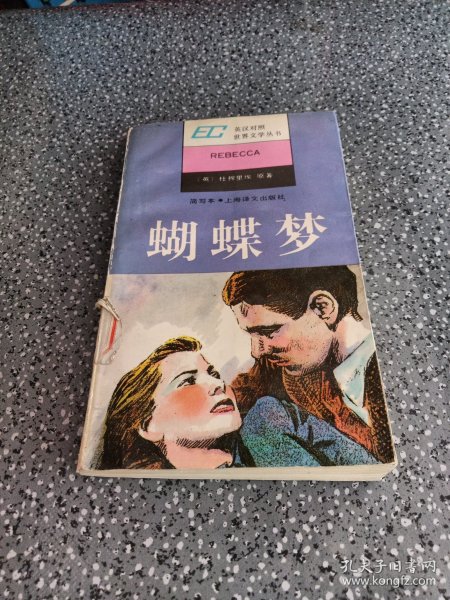 EC
英汉对照
世界文学丛书
REBECCA
〔英〕杜穆里埃 原著
简写本●上海译文出版社
蝴蝶梦
孔夫子旧书网
www.kongfz.com